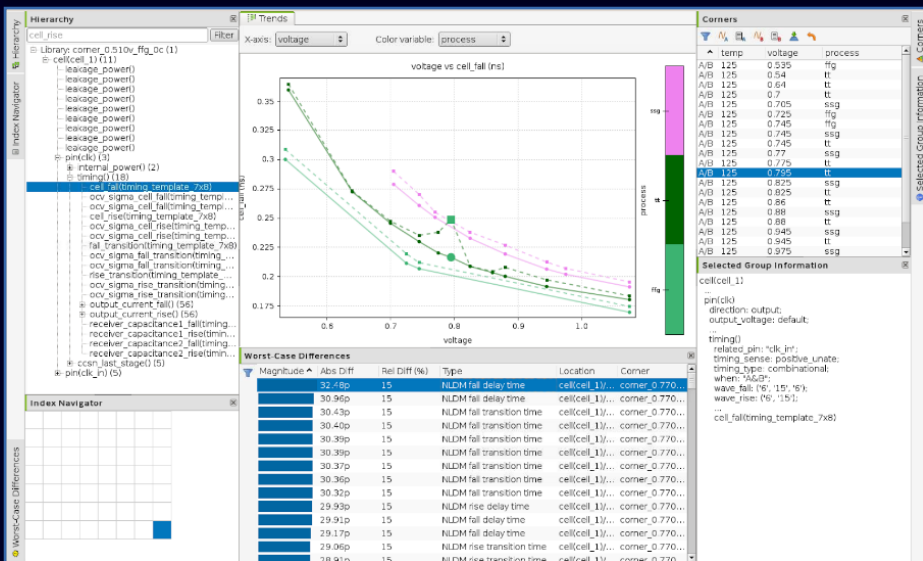 Hierarchy
cell_rise
Filter
Library: corner_0.510v_ffg_0c (1)
cell(cell_1) (11)
leakage_power()
leakage_power()
leakage_power()
leakage_power()
leakage_power()
leakage_power()
leakage_power()
leakage_power()
pin(clk) (3)
internal_power() (2)
timing() (18)
cell_fall(timing_template_7x8)
ocv_sigma_cell_fall(timing_templ...
ocv_sigma_cell_fall(timing_templ...
cell_rise(timing_template_7x8)
ocv_sigma_cell_rise(timing_temp...
ocv_sigma_cell_rise(timing_temp...
fall_transition(timing_template_7x8)
ocv_sigma_fall_transition(timing_...
ocv_sigma_fall_transition(timing_...
rise_transition(timing_template_...
ocv_sigma_rise_transition(timing_...
ocv_sigma_rise_transition(timing_...
output_current_fall() (56)
output_current_rise() (56)
receiver_capacitance1_fall(timing...
receiver_capacitance1_rise(timin...
receiver_capacitance2_fall(timing...
receiver_capacitance2_rise(timin...
ccsn_last_stage() (5)
pin(clk_in) (5)
Index Navigator
Hierarchy
Index Navigator
Worst-Case Differences
Trends
X-axis: voltage
Color variable: process
voltage vs cell_fall (ns)
0.35
0.325
0.3
0.275
0.25
0.225
0.2
0.175
cell_fall (ns)
0.6 0.7 0.8 0.9 1.0
voltage
process
ssg
tt
ffg
Worst-Case Differences
Magnitude Abs Diff Rel Diff (%) Type Location Corner
32.48p 15 NLDM fall delay time cell(cell_1)/... corner_0.770...
30.96p 15 NLDM fall delay time cell(cell_1)/... corner_0.770...
30.43p 15 NLDM fall transition time cell(cell_1)/... corner_0.770...
30.40p 15 NLDM fall transition time cell(cell_1)/... corner_0.770...
30.39p 15 NLDM fall transition time cell(cell_1)/... corner_0.770...
30.39p 15 NLDM fall transition time cell(cell_1)/... corner_0.770...
30.37p 15 NLDM fall transition time cell(cell_1)/... corner_0.770...
30.36p 15 NLDM fall transition time cell(cell_1)/... corner_0.770...
30.32p 15 NLDM fall transition time cell(cell_1)/... corner_0.770...
29.93p 15 NLDM rise delay time cell(cell_1)/... corner_0.770...
29.91p 15 NLDM fall delay time cell(cell_1)/... corner_0.770...
29.17p 15 NLDM fall delay time cell(cell_1)/... corner_0.770...
29.06p 15 NLDM rise transition time cell(cell_1)/... corner_0.770...
28.91p 15 NLDM rise transition time cell(cell_1)/... corner_0.770...
Corners
temp voltage process
A/B 125 0.535 ffg
A/B 125 0.54 tt
A/B 125 0.64 tt
A/B 125 0.7 tt
A/B 125 0.705 ssg
A/B 125 0.725 ffg
A/B 125 0.745 ffg
A/B 125 0.745 ssg
A/B 125 0.745 tt
A/B 125 0.77 ssg
A/B 125 0.775 tt
A/B 125 0.795 tt
A/B 125 0.825 ssg
A/B 125 0.825 tt
A/B 125 0.86 tt
A/B 125 0.88 ssg
A/B 125 0.88 tt
A/B 125 0.945 ssg
A/B 125 0.945 tt
A/B 125 0.975 ssg
Selected Group Information
cell(cell_1)
...
pin(clk)
direction: output;
output_voltage: default;
...
timing()
related_pin: "clk_in";
timing_sense: positive_unate;
timing_type: combinational;
when: "A&B";
wave_fall: ('6', '15', '6');
wave_rise: ('6', '15');
...
cell_fall(timing_template_7x8)
Corners
Selected Group Information